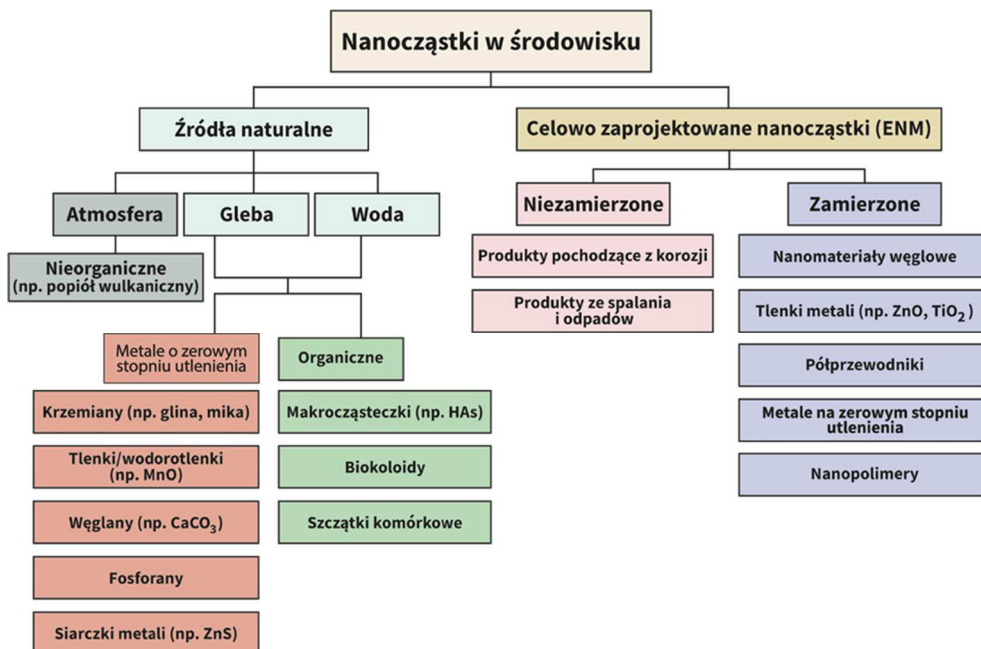 Nanocząstki w środowisku
Źródła naturalne
Celowo zaprojektowane nanocząstki (ENM)
Atmosfera
Gleba
Woda
Niezamierzone
Zamierzone
Nieorganiczne
(np. popiół wulkaniczny)
Produkty pochodzące z korozji
Produkty ze spalania
i odpadów
Nanomateriały węglowe
Tlenki metali (np. ZnO, TiO₂)
Półprzewodniki
Metale na zerowym stopniu
utlenienia
Nanopolimery
Metale o zerowym
stopniu utlenienia
Krzemiany (np. glina, mika)
Tlenki/wodorotlenki
(np. MnO)
Węglany (np. CaCO₃)
Fosforany
Siarczki metali (np. ZnS)
Organiczne
Makrocząsteczki (np. HAs)
Biokoloidy
Szczątki komórkowe